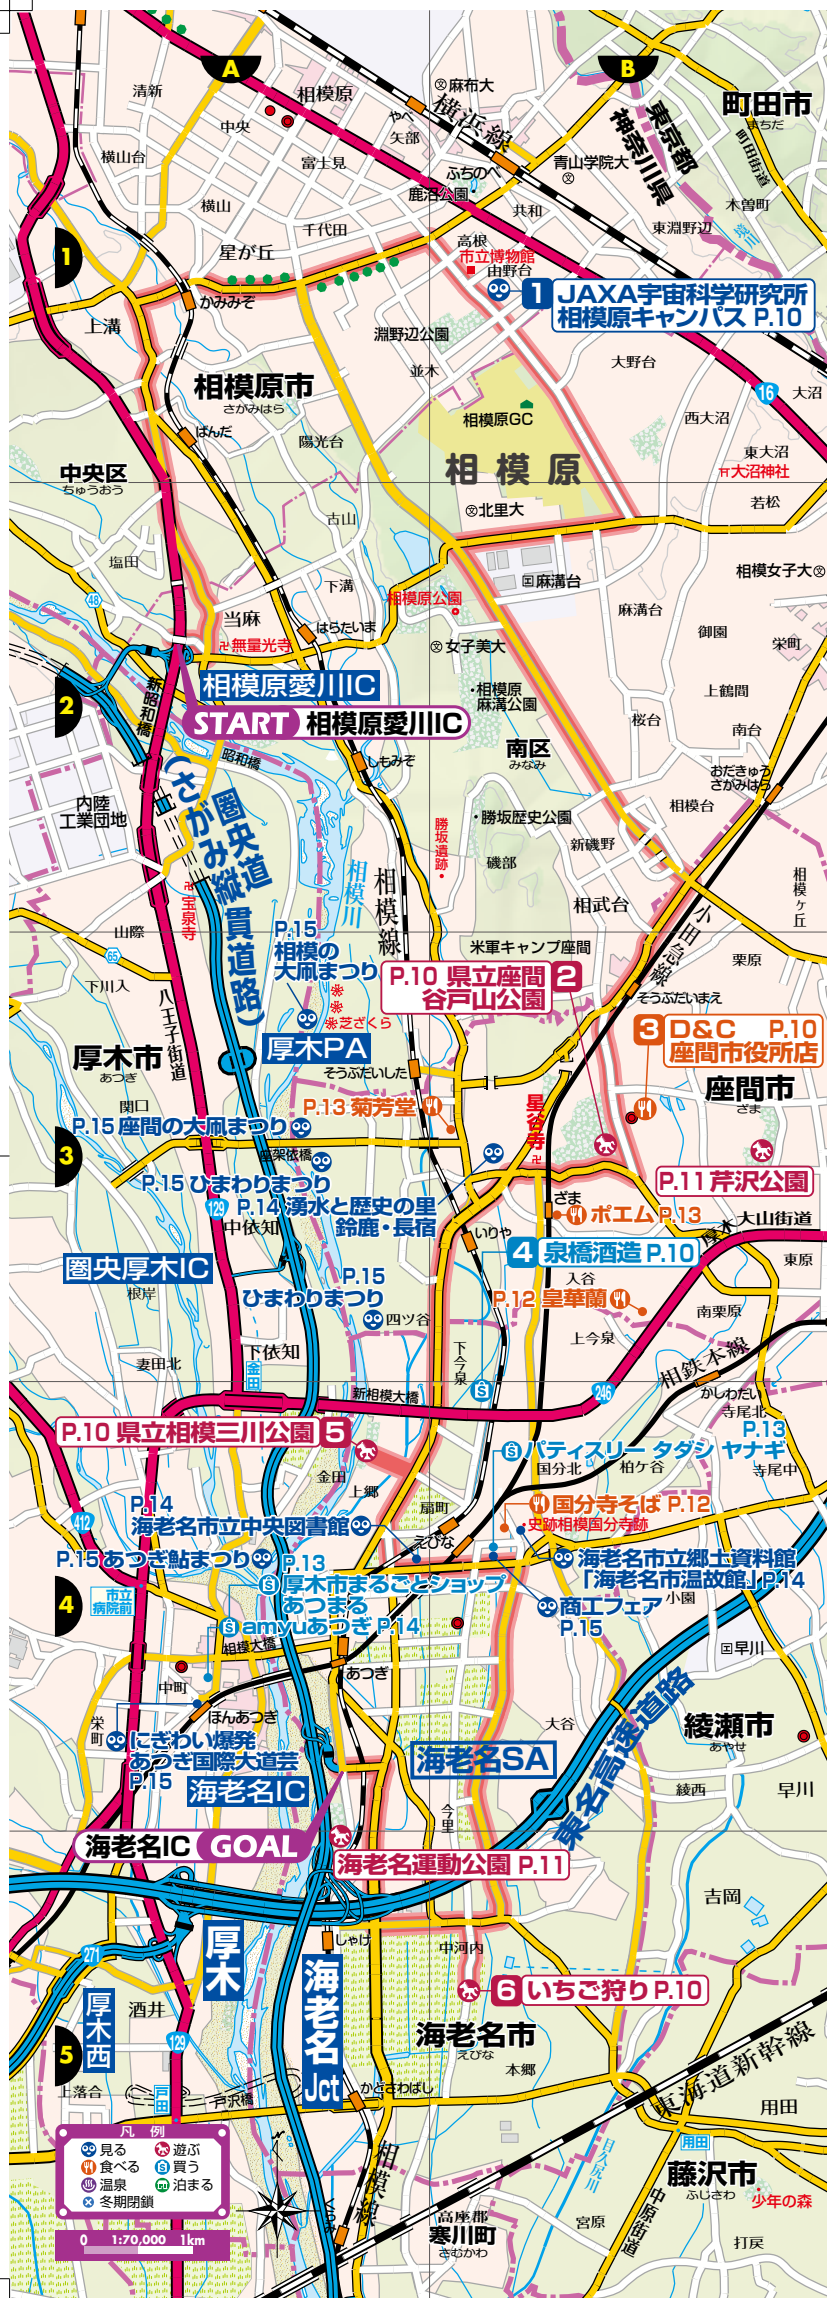 A
B
清新
相模原
麻布大
横浜線
町田市
まちだ
東京都
神奈川県
町田街道
中央
やべ
矢部
横山台
富士見
ふちのべ
青山学院大
鹿沼公園
木曽町
横山
共和
千代田
東淵野辺
境川
1
星が丘
高根
市立博物館
由野台
1 JAXA宇宙科学研究所
相模原キャンパス P.10
かみみぞ
上溝
淵野辺公園
並木
大野台
相模原市
さがみはら
16
大沼
相模原GC
西大沼
ばんだ
陽光台
東大沼
相模原
大沼神社
中央区
ちゅうおう
若松
北里大
古山
塩田
麻溝台
相模女子大
下溝
48
相模原公園
麻溝台
当麻
はらたいま
御園
無量光寺
女子美大
栄町
相模原愛川IC
・相模原
麻溝公園
上鶴間
2
新昭和橋
START 相模原愛川IC
桜台
南台
南区
みなみ
昭和橋
しもみぞ
おだきゅう
さがみはら
内陸
工業団地
圏央道
(さがみ縦貫道路)
相模台
・勝坂歴史公園
勝坂遺跡・
新磯野
磯部
相模川
相模線
相模ヶ丘
宝泉寺
相武台
小田急線
山際
P.15
相模の
大凧まつり
米軍キャンプ座間
栗原
65
下川入
P.10 県立座間
谷戸山公園 2
八王子街道
そうぶだいまえ
芝ざくら
3 D&C P.10
座間市役所店
厚木PA
厚木市
あつぎ
そうぶだいした
座間市
ざま
関口
P.13 菊芳堂
星谷寺
P.15 座間の大凧まつり
3
座架依橋
P.15 ひまわりまつり
P.11 芹沢公園
129
P.14 湧水と歴史の里
鈴鹿・長宿
ざま
ポエム P.13
中依知
厚木大山街道
いりや
4 泉橋酒造 P.10
圏央厚木IC
東原
P.15
ひまわりまつり
入谷
根岸
P.12 皇華蘭
四ツ谷
南栗原
下依知
下今泉
上今泉
相鉄本線
妻田北
金田
新相模大橋
246
かしわだい
寺尾北
P.10 県立相模三川公園 5
P.13
パティスリー タダシ ヤナギ
国分北
柏ケ谷
寺尾中
金田
上郷
P.14
海老名市立中央図書館
扇町
国分寺そば P.12
・史跡相模国分寺跡
412
えびな
P.15 あつぎ鮎まつり
海老名市立郷土資料館
「海老名市温故館」P.14
P.13
厚木市まるごとショップ
あつまる
市立
病院前
4
商工フェア
P.15
小園
amyuあつぎ P.14
相模大橋
早川
あつぎ
中町
ほんあつぎ
栄町
大谷
綾瀬市
あやせ
にぎわい爆発
あつぎ国際大道芸
P.15
海老名SA
東名高速道路
海老名IC
綾西
早川
今里
海老名IC GOAL
海老名運動公園 P.11
吉岡
厚木
しゃけ
中河内
271
海老名Jct
6 いちご狩り P.10
厚木西
酒井
海老名市
えびな
5
129
本郷
東海道新幹線
かどさわばし
上落合
戸田
戸沢橋
用田
用田
凡例
見る
遊ぶ
食べる
買う
温泉
泊まる
冬期閉鎖
相模線
目久尻川
藤沢市
ふじさわ
少年の森
中原街道
高座郡
寒川町
さむかわ
宮原
くらみ
打戻
0 1:70,000 1km